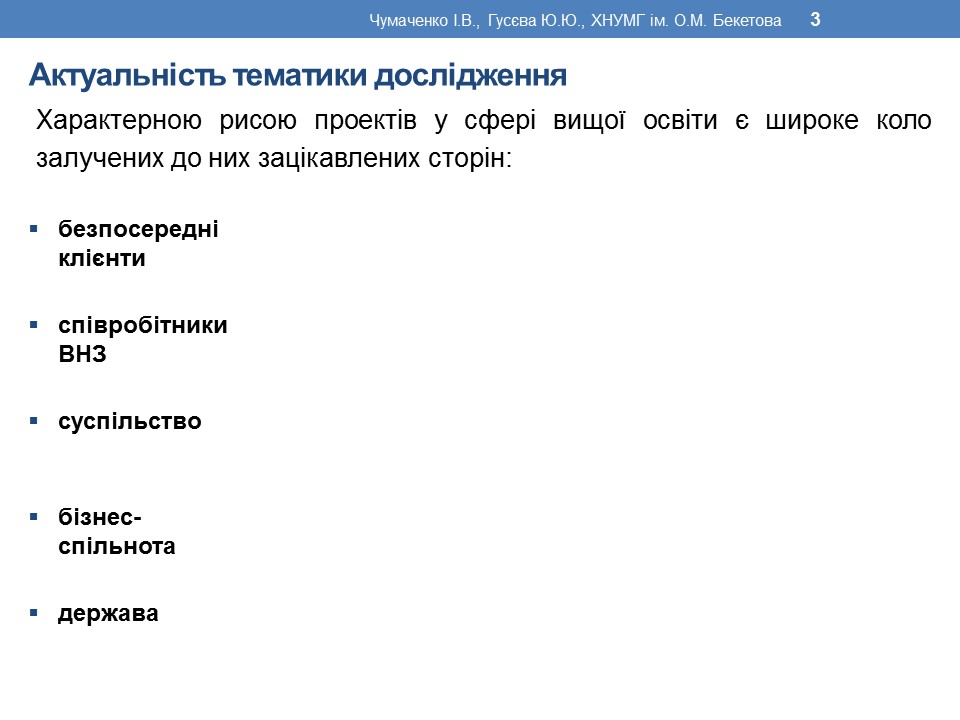 Чумаченко І.В., Гусєва Ю.Ю., ХНУМГ ім. О.М. Бекетова 3
Актуальність тематики дослідження
Характерною рисою проектів у сфері вищої освіти є широке коло
залучених до них зацікавлених сторін:
▪ безпосередні
клієнти
▪ співробітники
ВНЗ
▪ суспільство
▪ бізнес-
спільнота
▪ держава